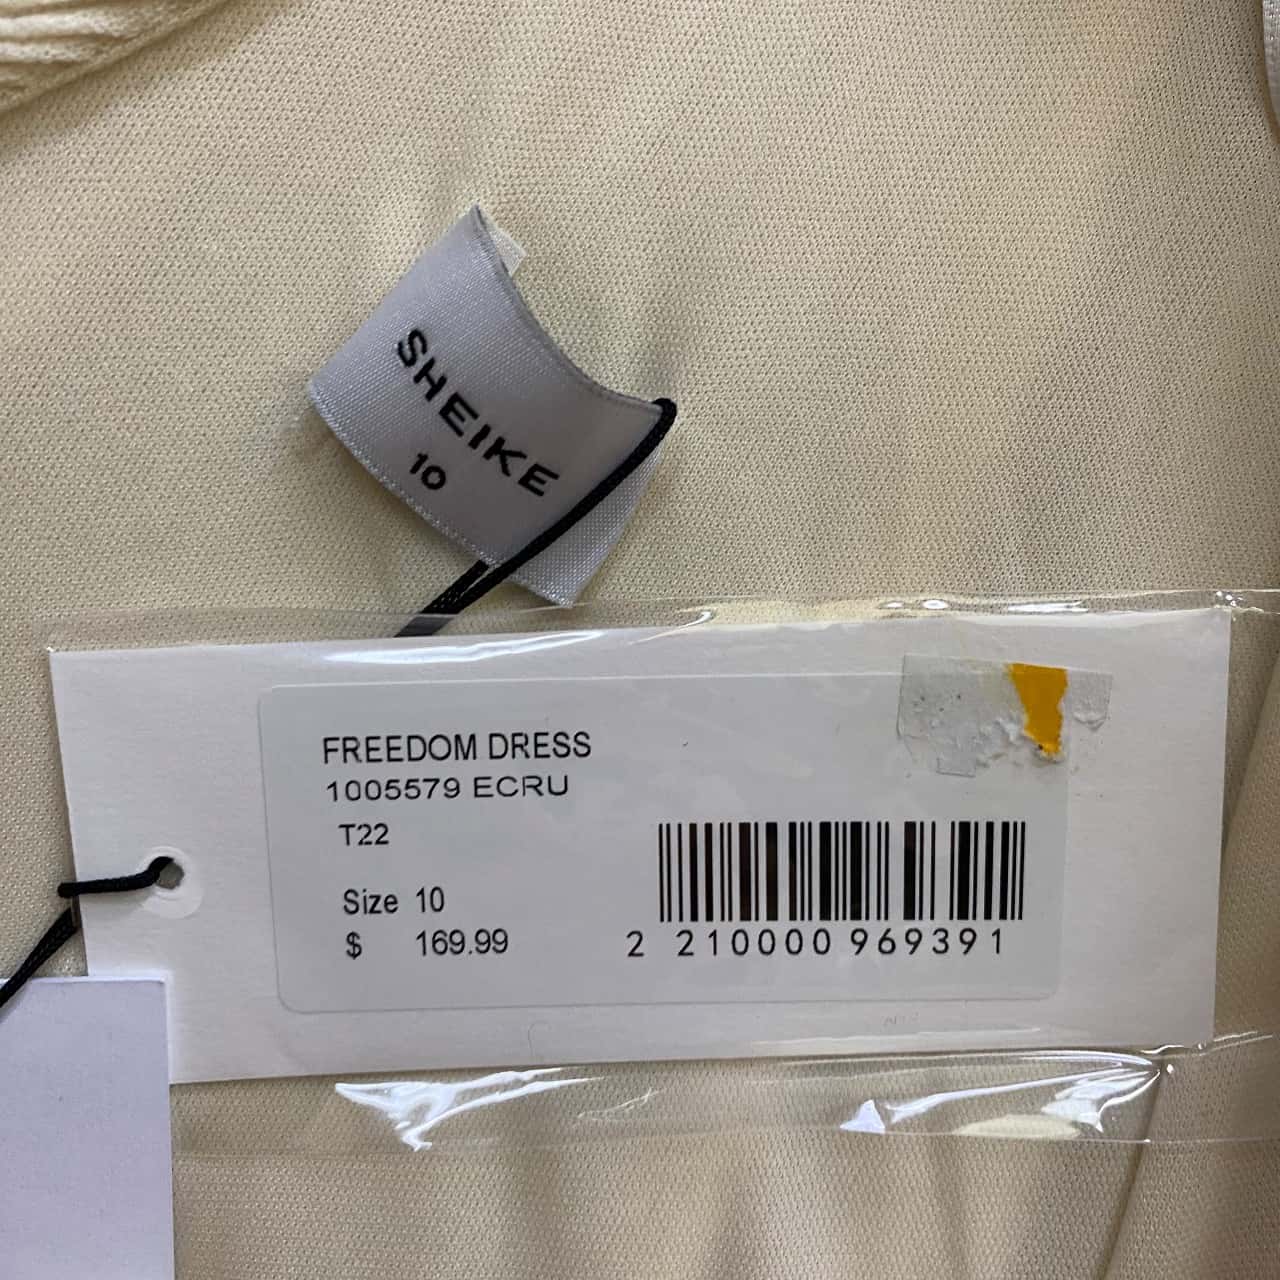 SHEIKE
10
FREEDOM DRESS
1005579 ECRU
T22
Size 10
$ 169.99
2 210000 969391